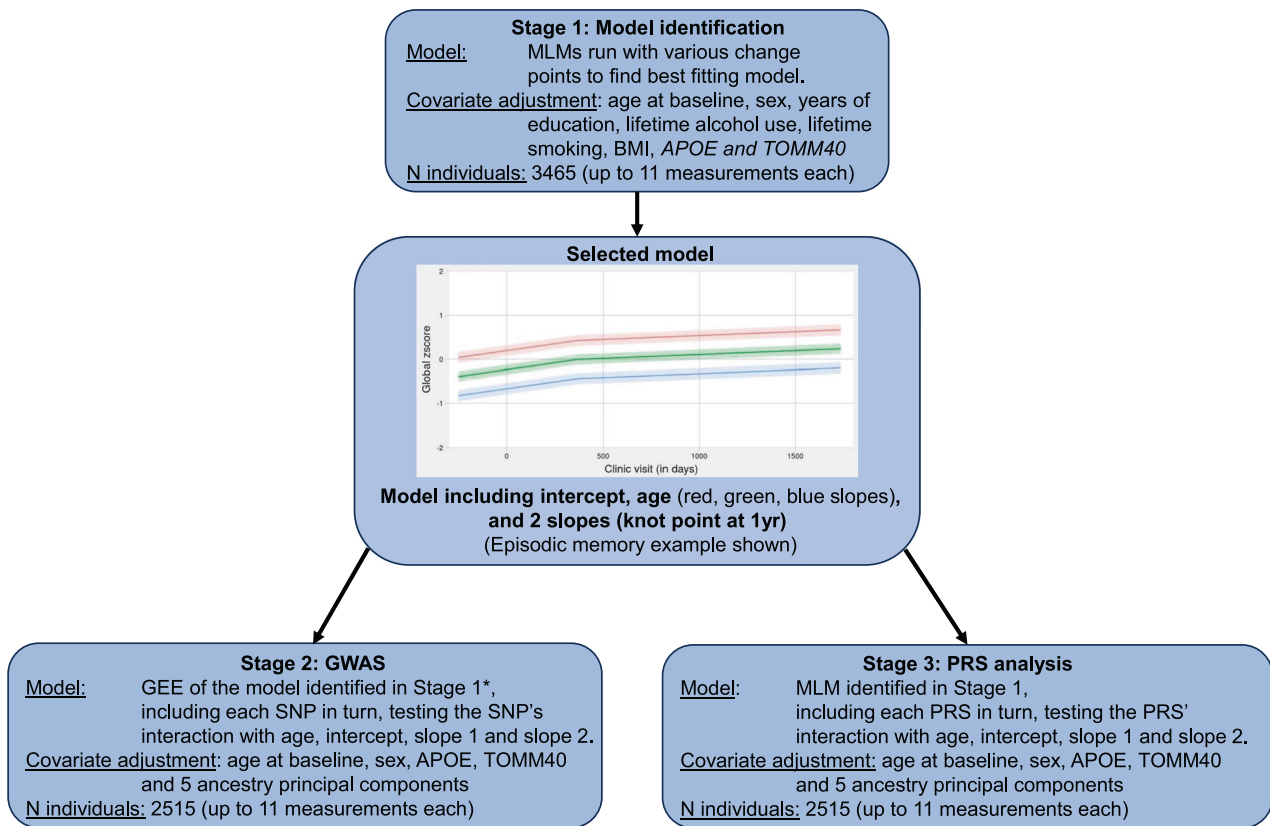 Stage 1: Model identification
Model: MLMs run with various change
points to find best fitting model.
Covariate adjustment: age at baseline, sex, years of
education, lifetime alcohol use, lifetime
smoking, BMI, APOE and TOMM40
N individuals: 3465 (up to 11 measurements each)
Selected model
2
1
0
-1
-2
Global zscore
0 500 1000 1500
Clinic visit (in days)
Model including intercept, age (red, green, blue slopes),
and 2 slopes (knot point at 1yr)
(Episodic memory example shown)
Stage 2: GWAS
Model: GEE of the model identified in Stage 1*,
including each SNP in turn, testing the SNP's
interaction with age, intercept, slope 1 and slope 2.
Covariate adjustment: age at baseline, sex, APOE, TOMM40
and 5 ancestry principal components
N individuals: 2515 (up to 11 measurements each)
Stage 3: PRS analysis
Model: MLM identified in Stage 1,
including each PRS in turn, testing the PRS'
interaction with age, intercept, slope 1 and slope 2.
Covariate adjustment: age at baseline, sex, APOE, TOMM40
and 5 ancestry principal components
N individuals: 2515 (up to 11 measurements each)